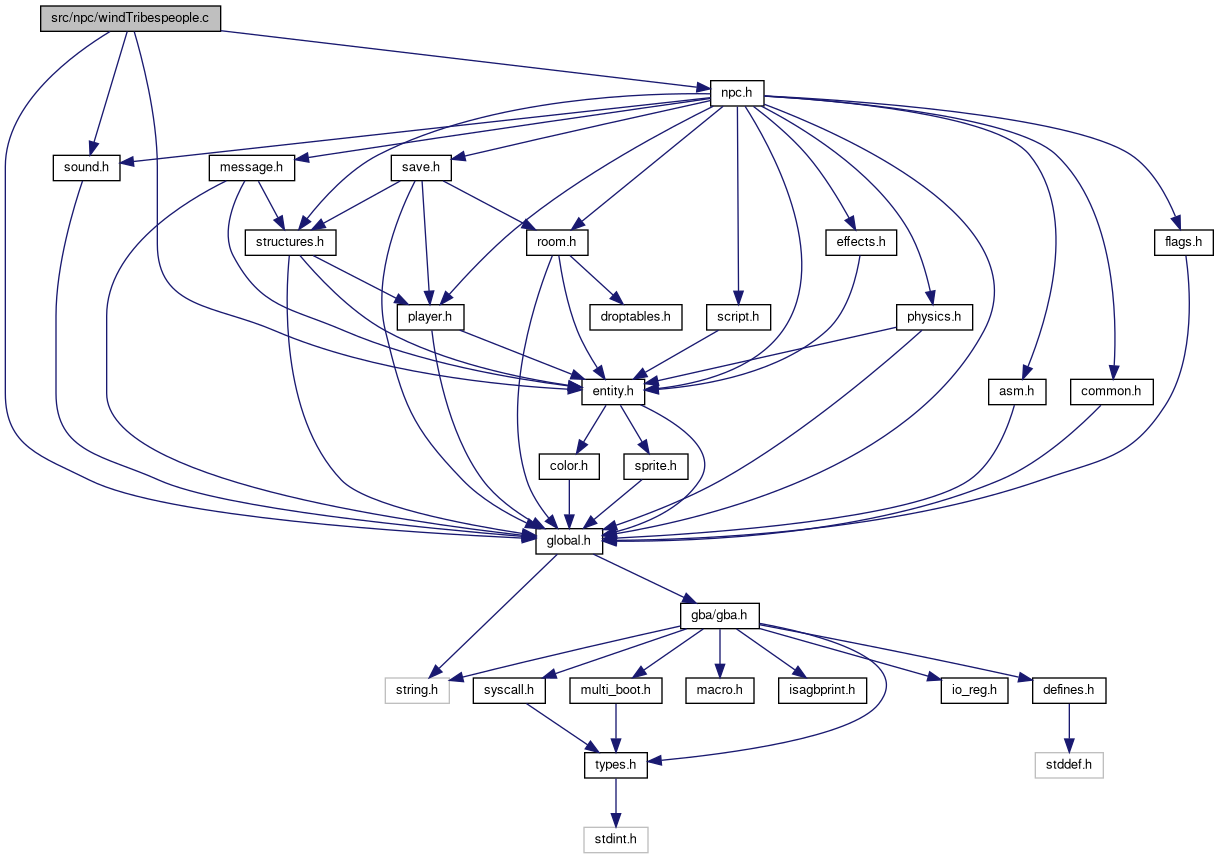 src/npc/windTribespeople.c
npc.h
sound.h
message.h
save.h
structures.h
room.h
effects.h
flags.h
player.h
droptables.h
script.h
physics.h
entity.h
asm.h
common.h
color.h
sprite.h
global.h
gba/gba.h
string.h
syscall.h
multi_boot.h
macro.h
isagbprint.h
io_reg.h
defines.h
types.h
stddef.h
stdint.h